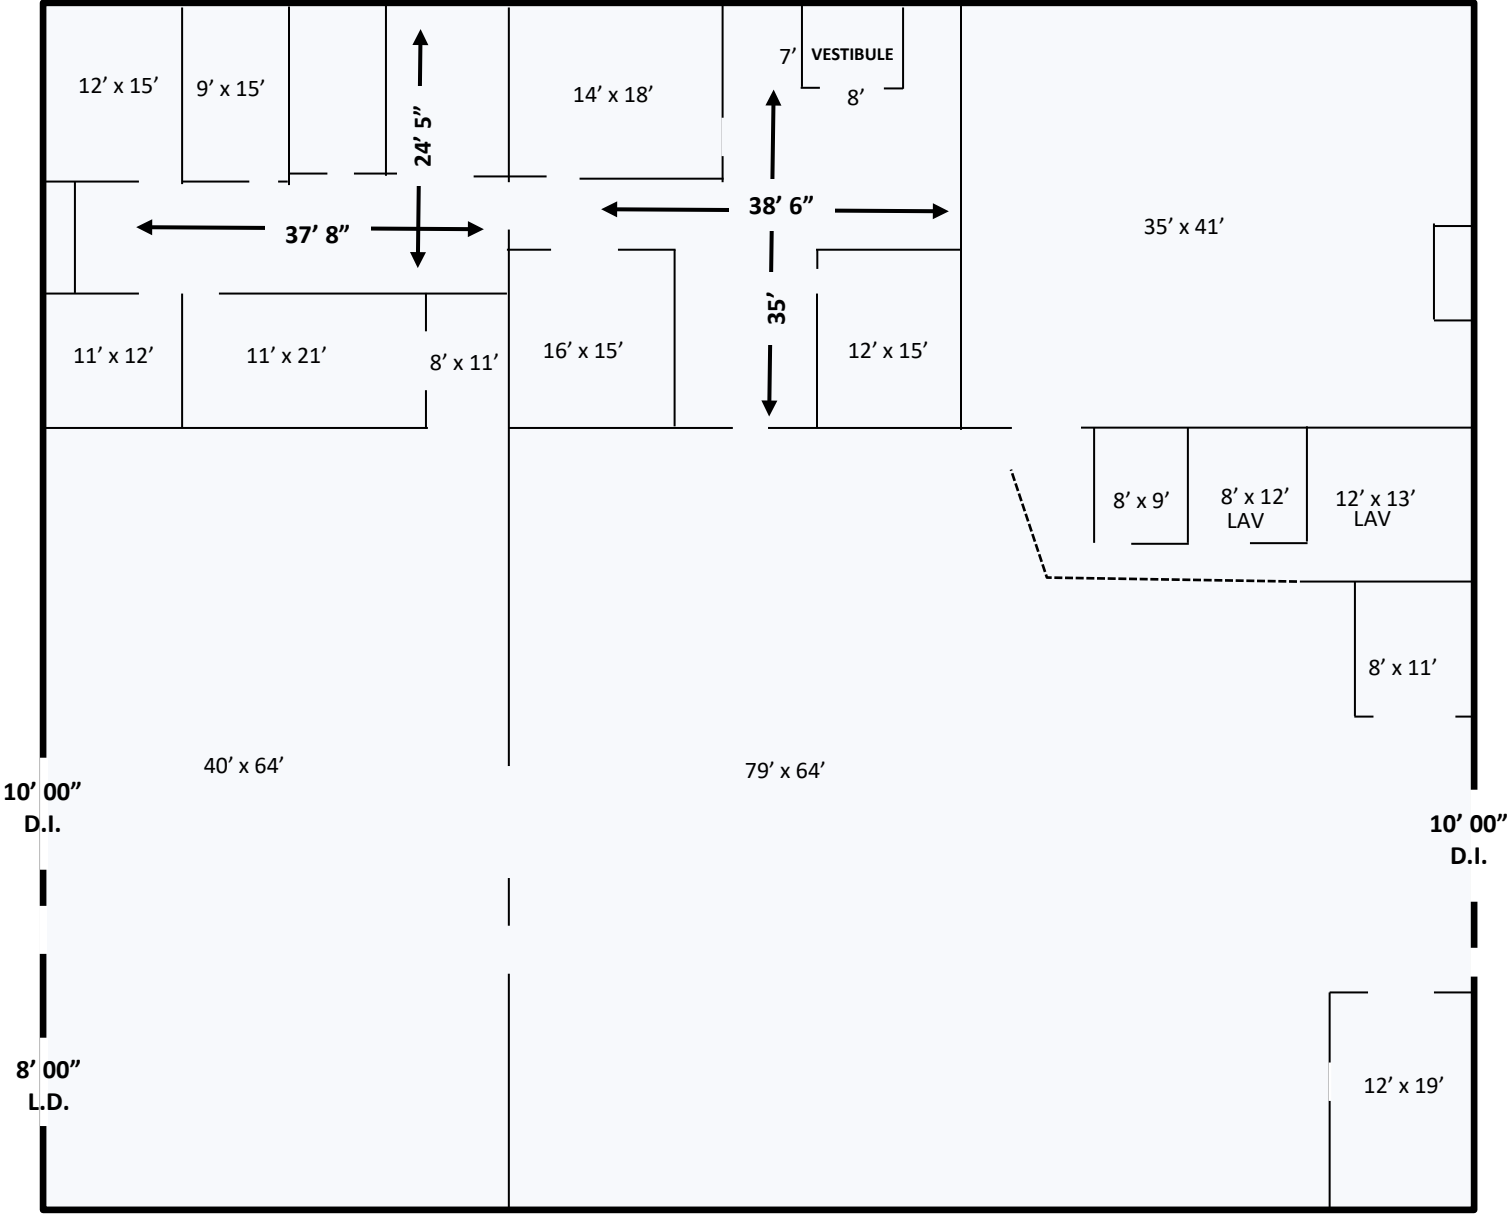 12’ x 15’
9’ x 15’
24’ 5”
14’ x 18’
7’
VESTIBULE
8’
37’ 8”
38’ 6”
35’
35’ x 41’
11’ x 12’
11’ x 21’
8’ x 11’
16’ x 15’
12’ x 15’
8’ x 9’
8’ x 12’
LAV
12’ x 13’
LAV
8’ x 11’
40’ x 64’
79’ x 64’
10’ 00”
D.I.
10’ 00”
D.I.
8’ 00”
L.D.
12’ x 19’